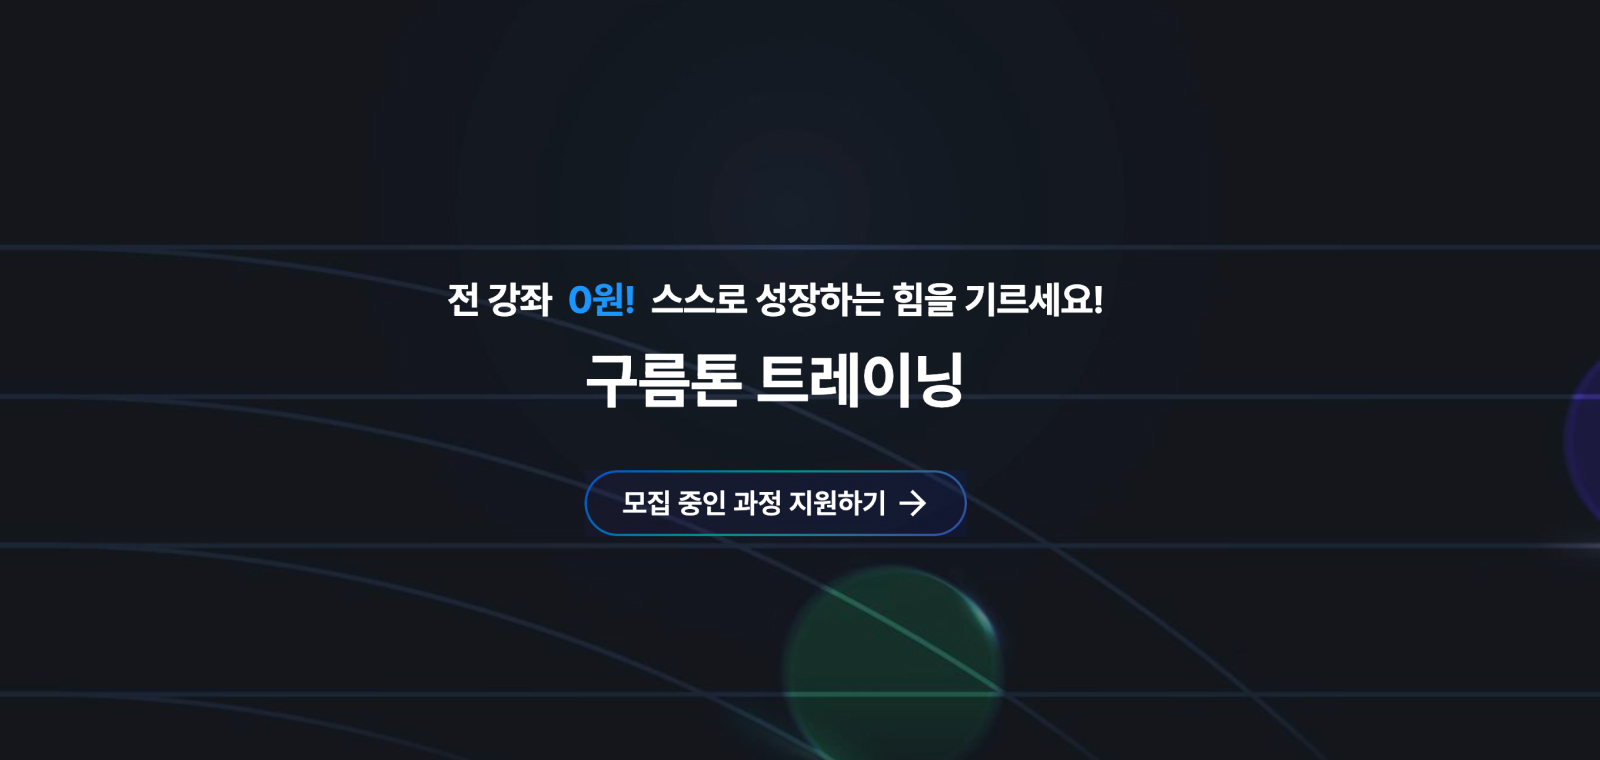 전 강좌 0원! 스스로 성장하는 힘을 기르세요!
구름톤 트레이닝
모집 중인 과정 지원하기 →